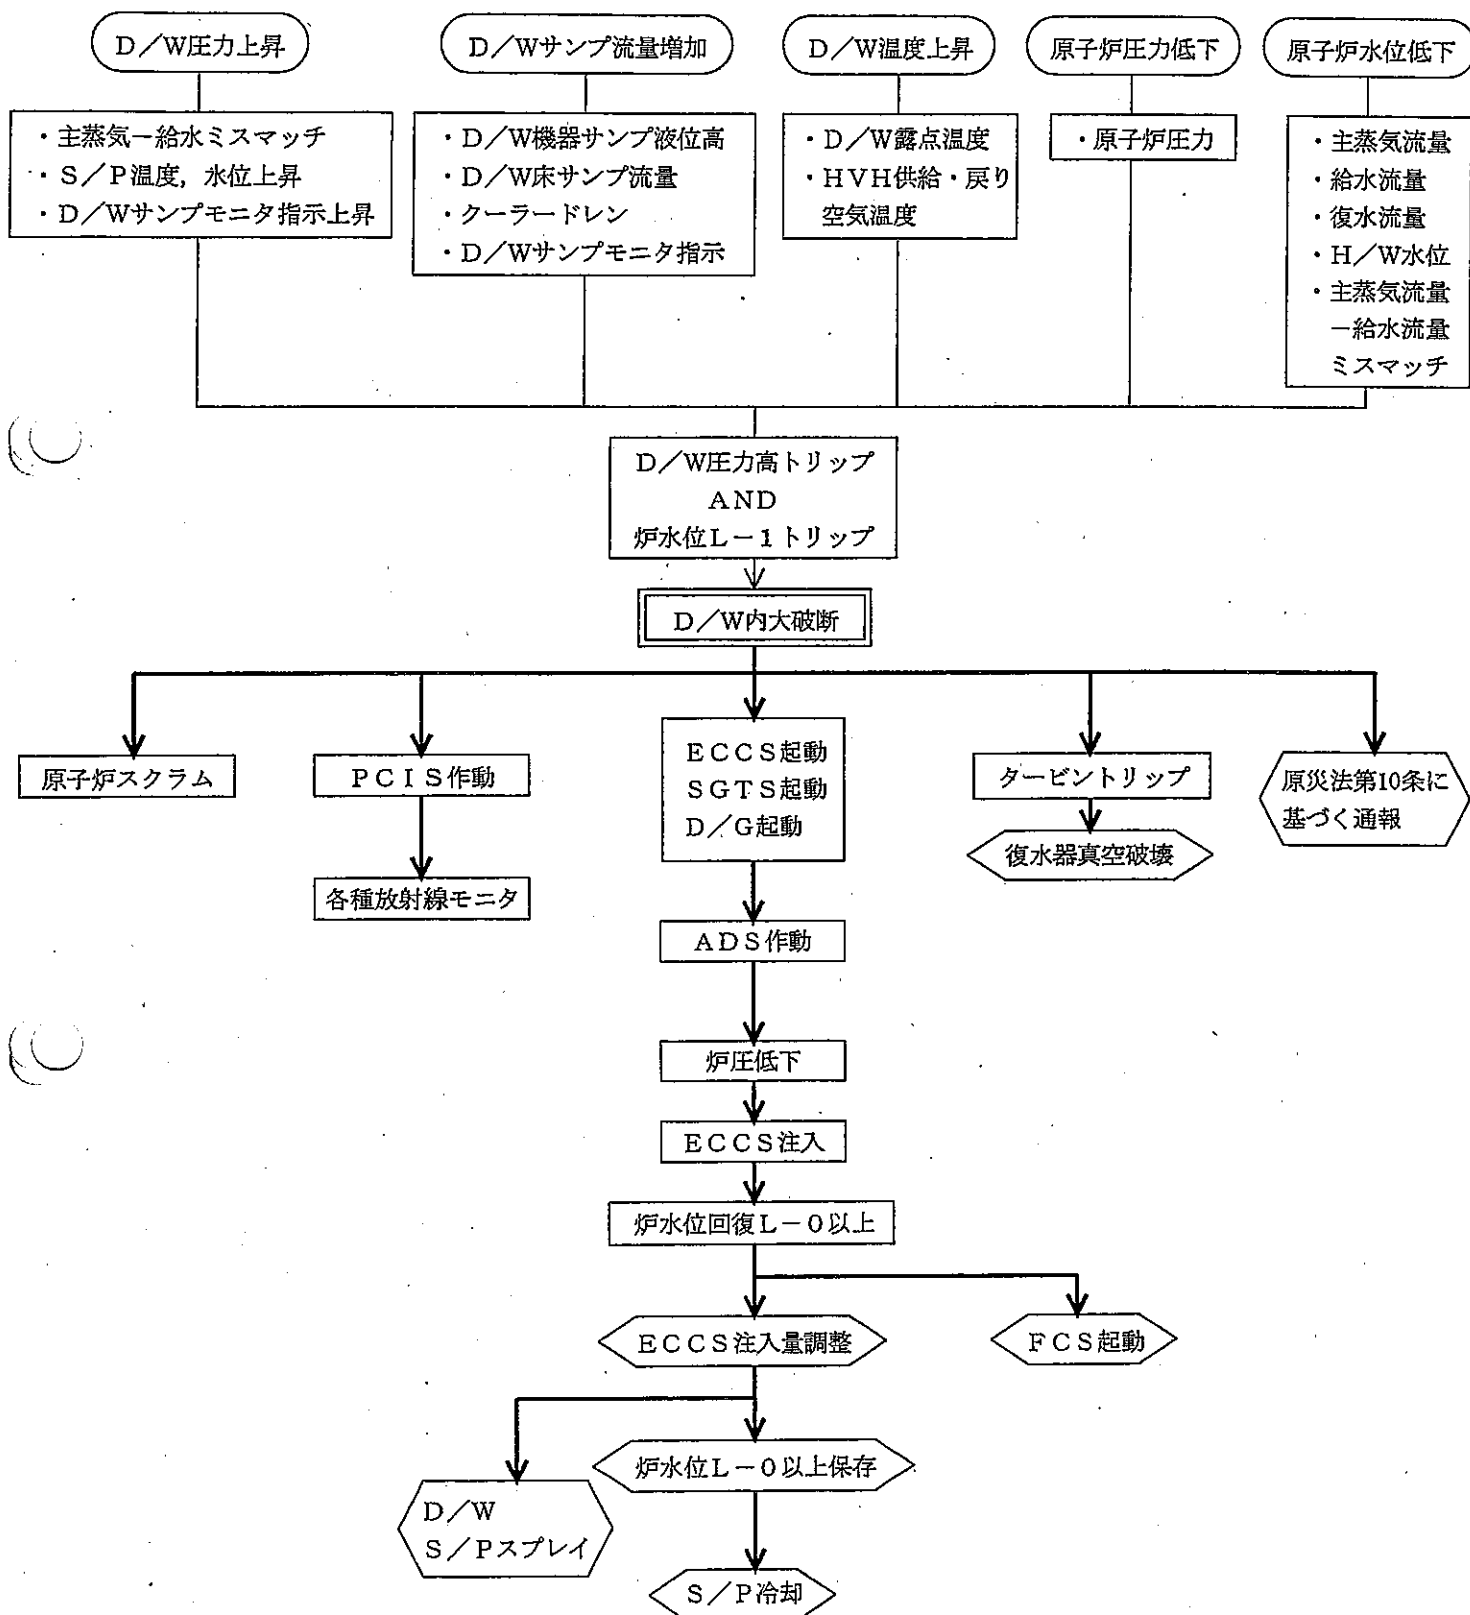 D/W圧力上昇
D/Wサンプ流量増加
D/W温度上昇
原子炉圧力低下
原子炉水位低下
・主蒸気-給水ミスマッチ
・S/P温度,水位上昇
・D/Wサンプモニタ指示上昇
・D/W機器サンプ液位高
・D/W床サンプ流量
・クーラードレン
・D/Wサンプモニタ指示
・D/W露点温度
・HVH供給・戻り
空気温度
・原子炉圧力
・主蒸気流量
・給水流量
・復水流量
・H/W水位
・主蒸気流量
-給水流量
ミスマッチ
D/W圧力高トリップ
AND
炉水位L-1トリップ
D/W内大破断
原子炉スクラム
PCIS作動
ECCS起動
SGTS起動
D/G起動
タービントリップ
原災法第10条に
基づく通報
復水器真空破壊
各種放射線モニタ
ADS作動
炉圧低下
ECCS注入
炉水位回復L-0以上
ECCS注入量調整
FCS起動
炉水位L-0以上保存
D/W
S/Pスプレイ
S/P冷却